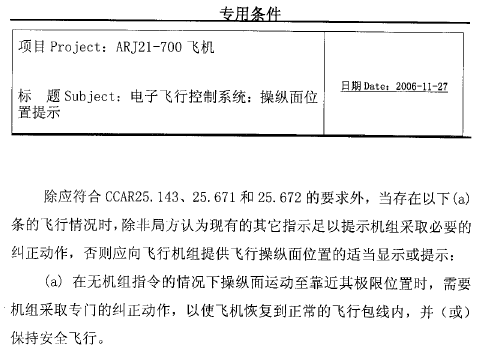 专用条件
项目 Project: ARJ21-700 飞机
标 题 Subject: 电子飞行控制系统: 操纵面位
置提示
日期 Date: 2006-11-27
除应符合 CCAR25.143、25.671 和 25.672 的要求外，当存在以下(a)
条的飞行情况时，除非局方认为现有的其它指示足以提示机组采取必要的
纠正动作，否则应向飞行机组提供飞行操纵面位置的适当显示或提示：
(a) 在无机组指令的情况下操纵面运动至靠近其极限位置时，需要
机组采取专门的纠正动作，以使飞机恢复到正常的飞行包线内，并（或）
保持安全飞行。